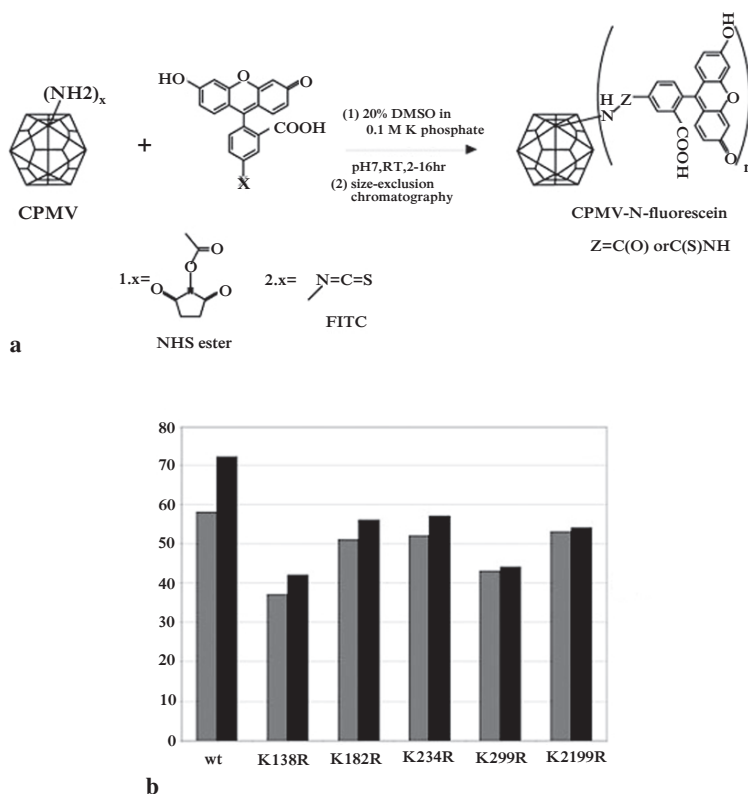 (NH2)x
CPMV
+
HO
O
O
COOH
X
(1) 20% DMSO in
0.1 M K phosphate
pH7,RT,2-16hr
(2) size-exclusion
chromatography
H
N
Z
HO
O
O
COOH
n
CPMV-N-fluorescein
Z=C(O) orC(S)NH
1.x=
O
O
O
O
NHS ester
2.x=
N=C=S
FITC
a
80
70
60
50
40
30
20
10
0
wt
K138R
K182R
K234R
K299R
K2199R
b